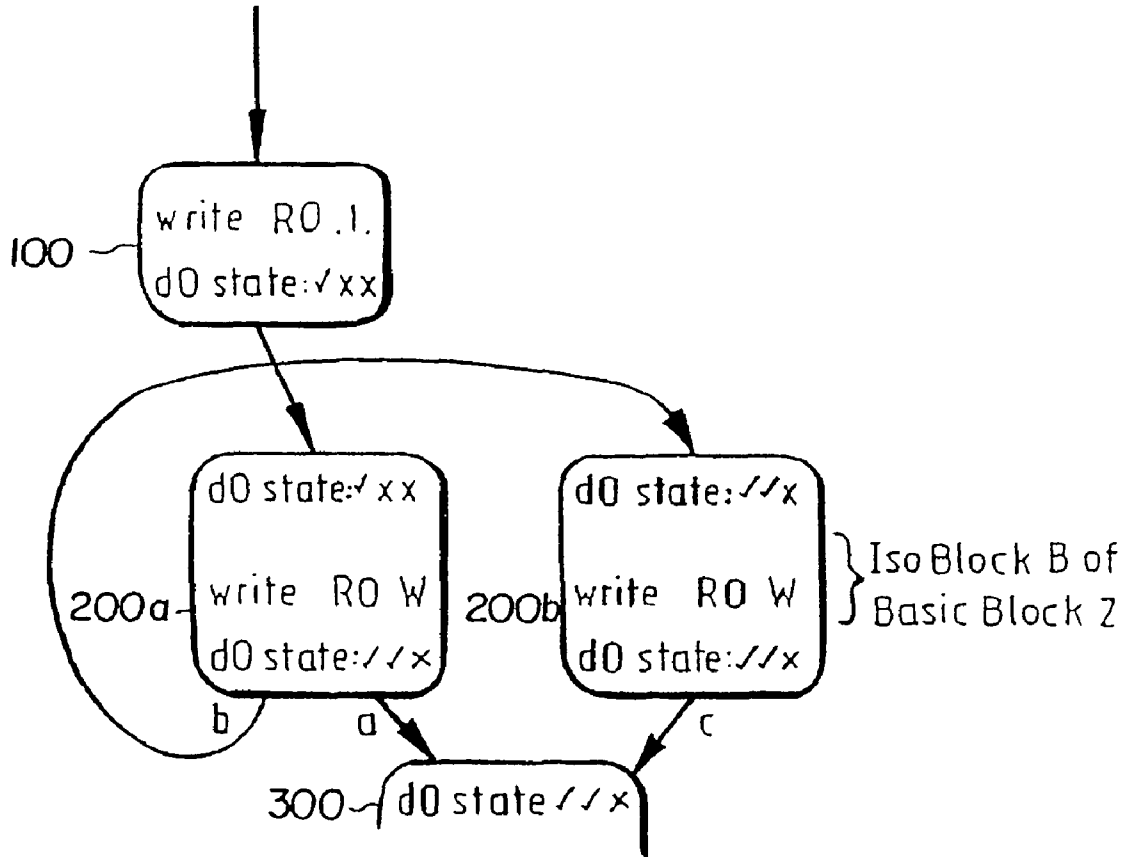 write R0 .1.
100
d0 state:✓xx
d0 state:✓xx
write R0 W
200a
d0 state:✓✓x
d0 state:✓✓x
write R0 W
200b
d0 state:✓✓x
Iso Block B of
Basic Block 2
b
a
c
300
d0 state ✓✓x